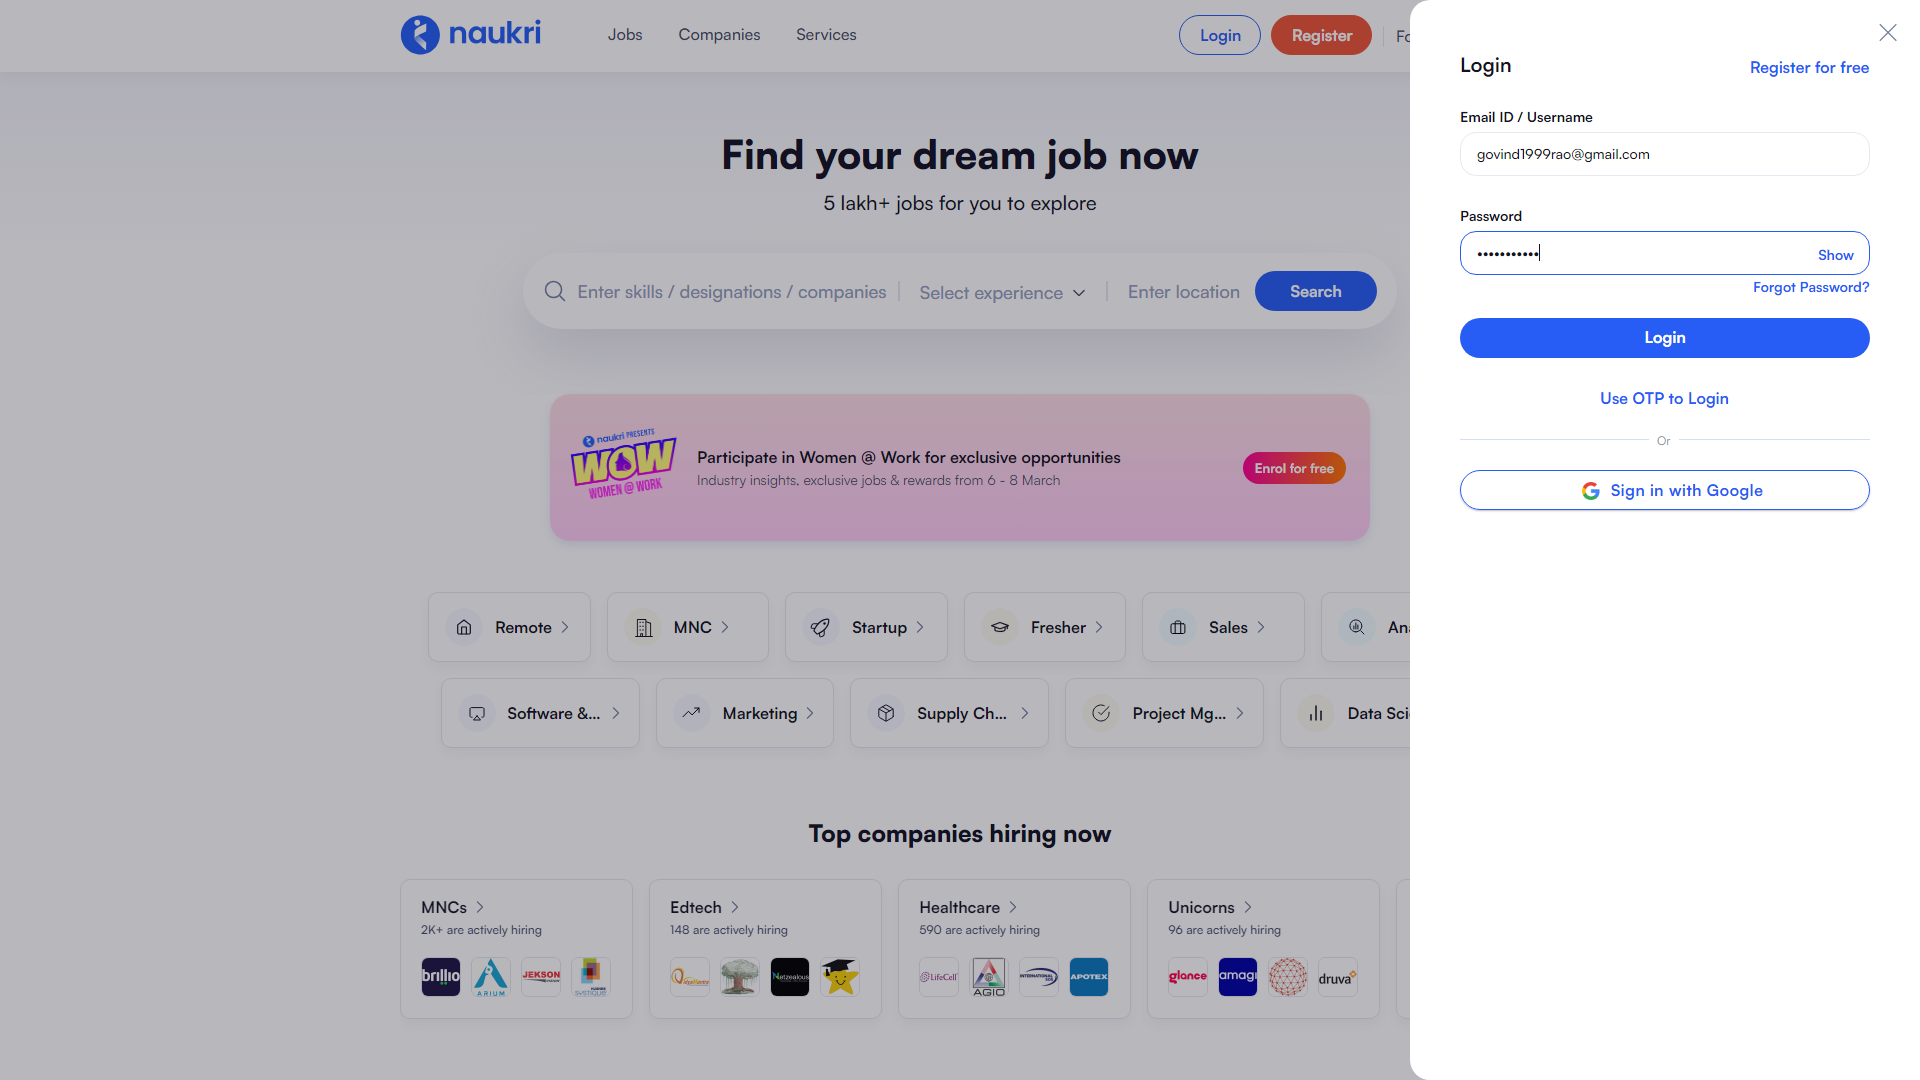 naukri
Jobs
Companies
Services
Login
Register
Fo
Find your dream job now
5 lakh+ jobs for you to explore
Enter skills / designations / companies
Select experience
Enter location
Search
naukri PRESENTS
WOW
WOMEN @ WORK
Participate in Women @ Work for exclusive opportunities
Industry insights, exclusive jobs & rewards from 6 - 8 March
Enrol for free
Remote
MNC
Startup
Fresher
Sales
Ana
Software &...
Marketing
Supply Ch...
Project Mg...
Data Sci
Top companies hiring now
MNCs
2K+ are actively hiring
brillio
ARIUM
JEKSON
SYSTIQUE
Edtech
148 are actively hiring
Netzealous
Healthcare
590 are actively hiring
LifeCell
AGIO
INTERNATIONAL
APOTEX
Unicorns
96 are actively hiring
glance
amagi
druva
Login
Register for free
Email ID / Username
govind1999rao@gmail.com
Password
•••••••••••
Show
Forgot Password?
Login
Use OTP to Login
Or
Sign in with Google